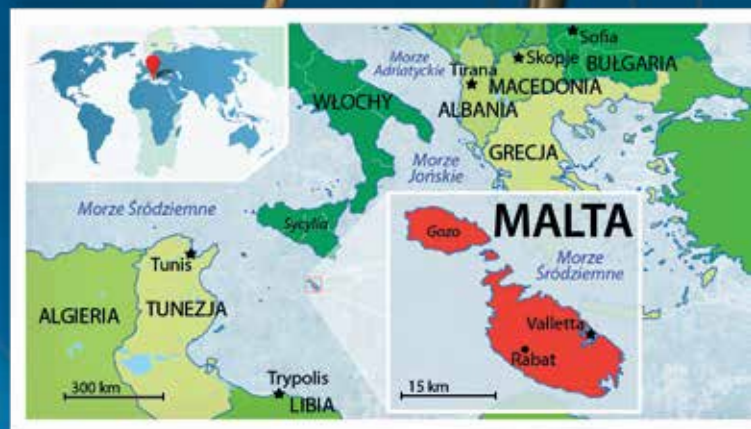 Sofia
Morze
Adriatyckie
Skopje
BUŁGARIA
Tirana
MACEDONIA
WŁOCHY
ALBANIA
GRECJA
Morze
Jońskie
Morze Śródziemne
Sycylia
MALTA
Gozo
Morze
Śródziemne
Tunis
ALGIERIA
TUNEZJA
Valletta
Rabat
300 km
Trypolis
LIBIA
15 km